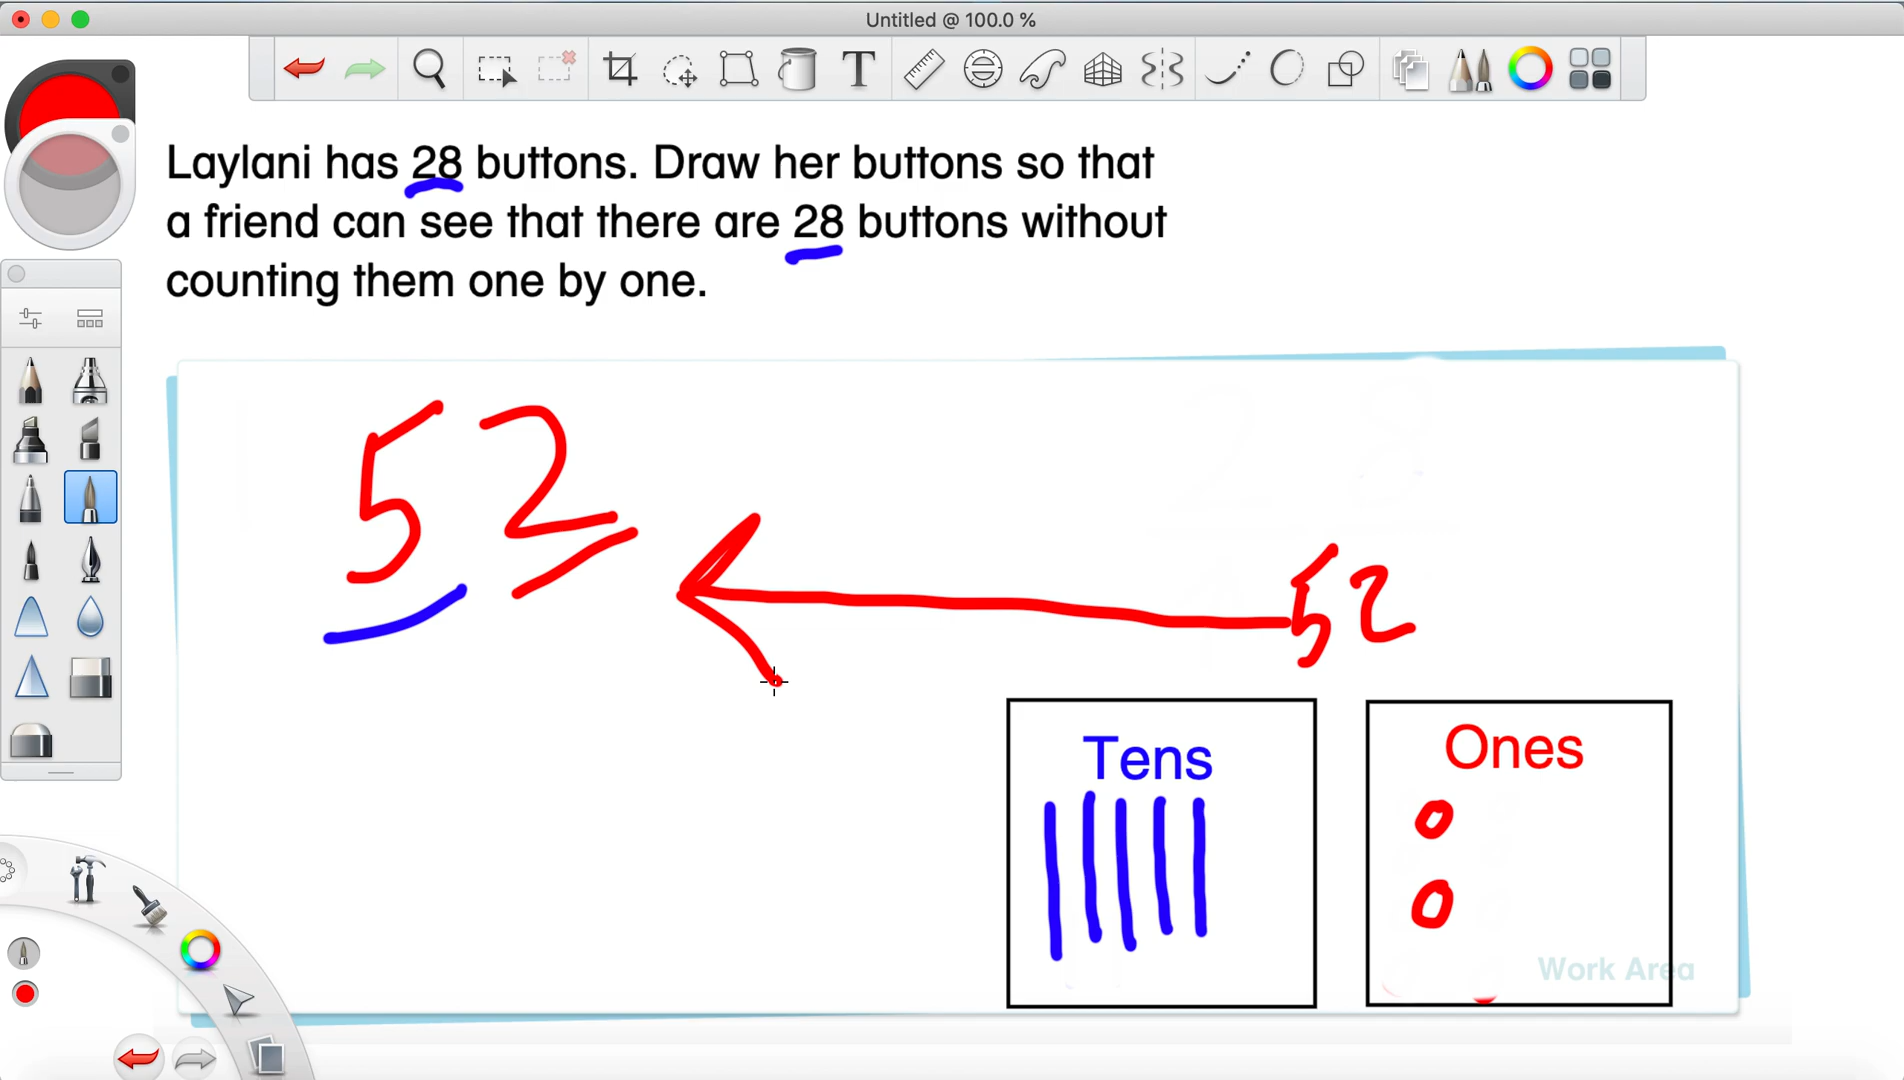 Untitled @ 100.0 %
T
Laylani has 28 buttons. Draw her buttons so that
a friend can see that there are 28 buttons without
counting them one by one.
52
52
Tens
Ones
Work Area